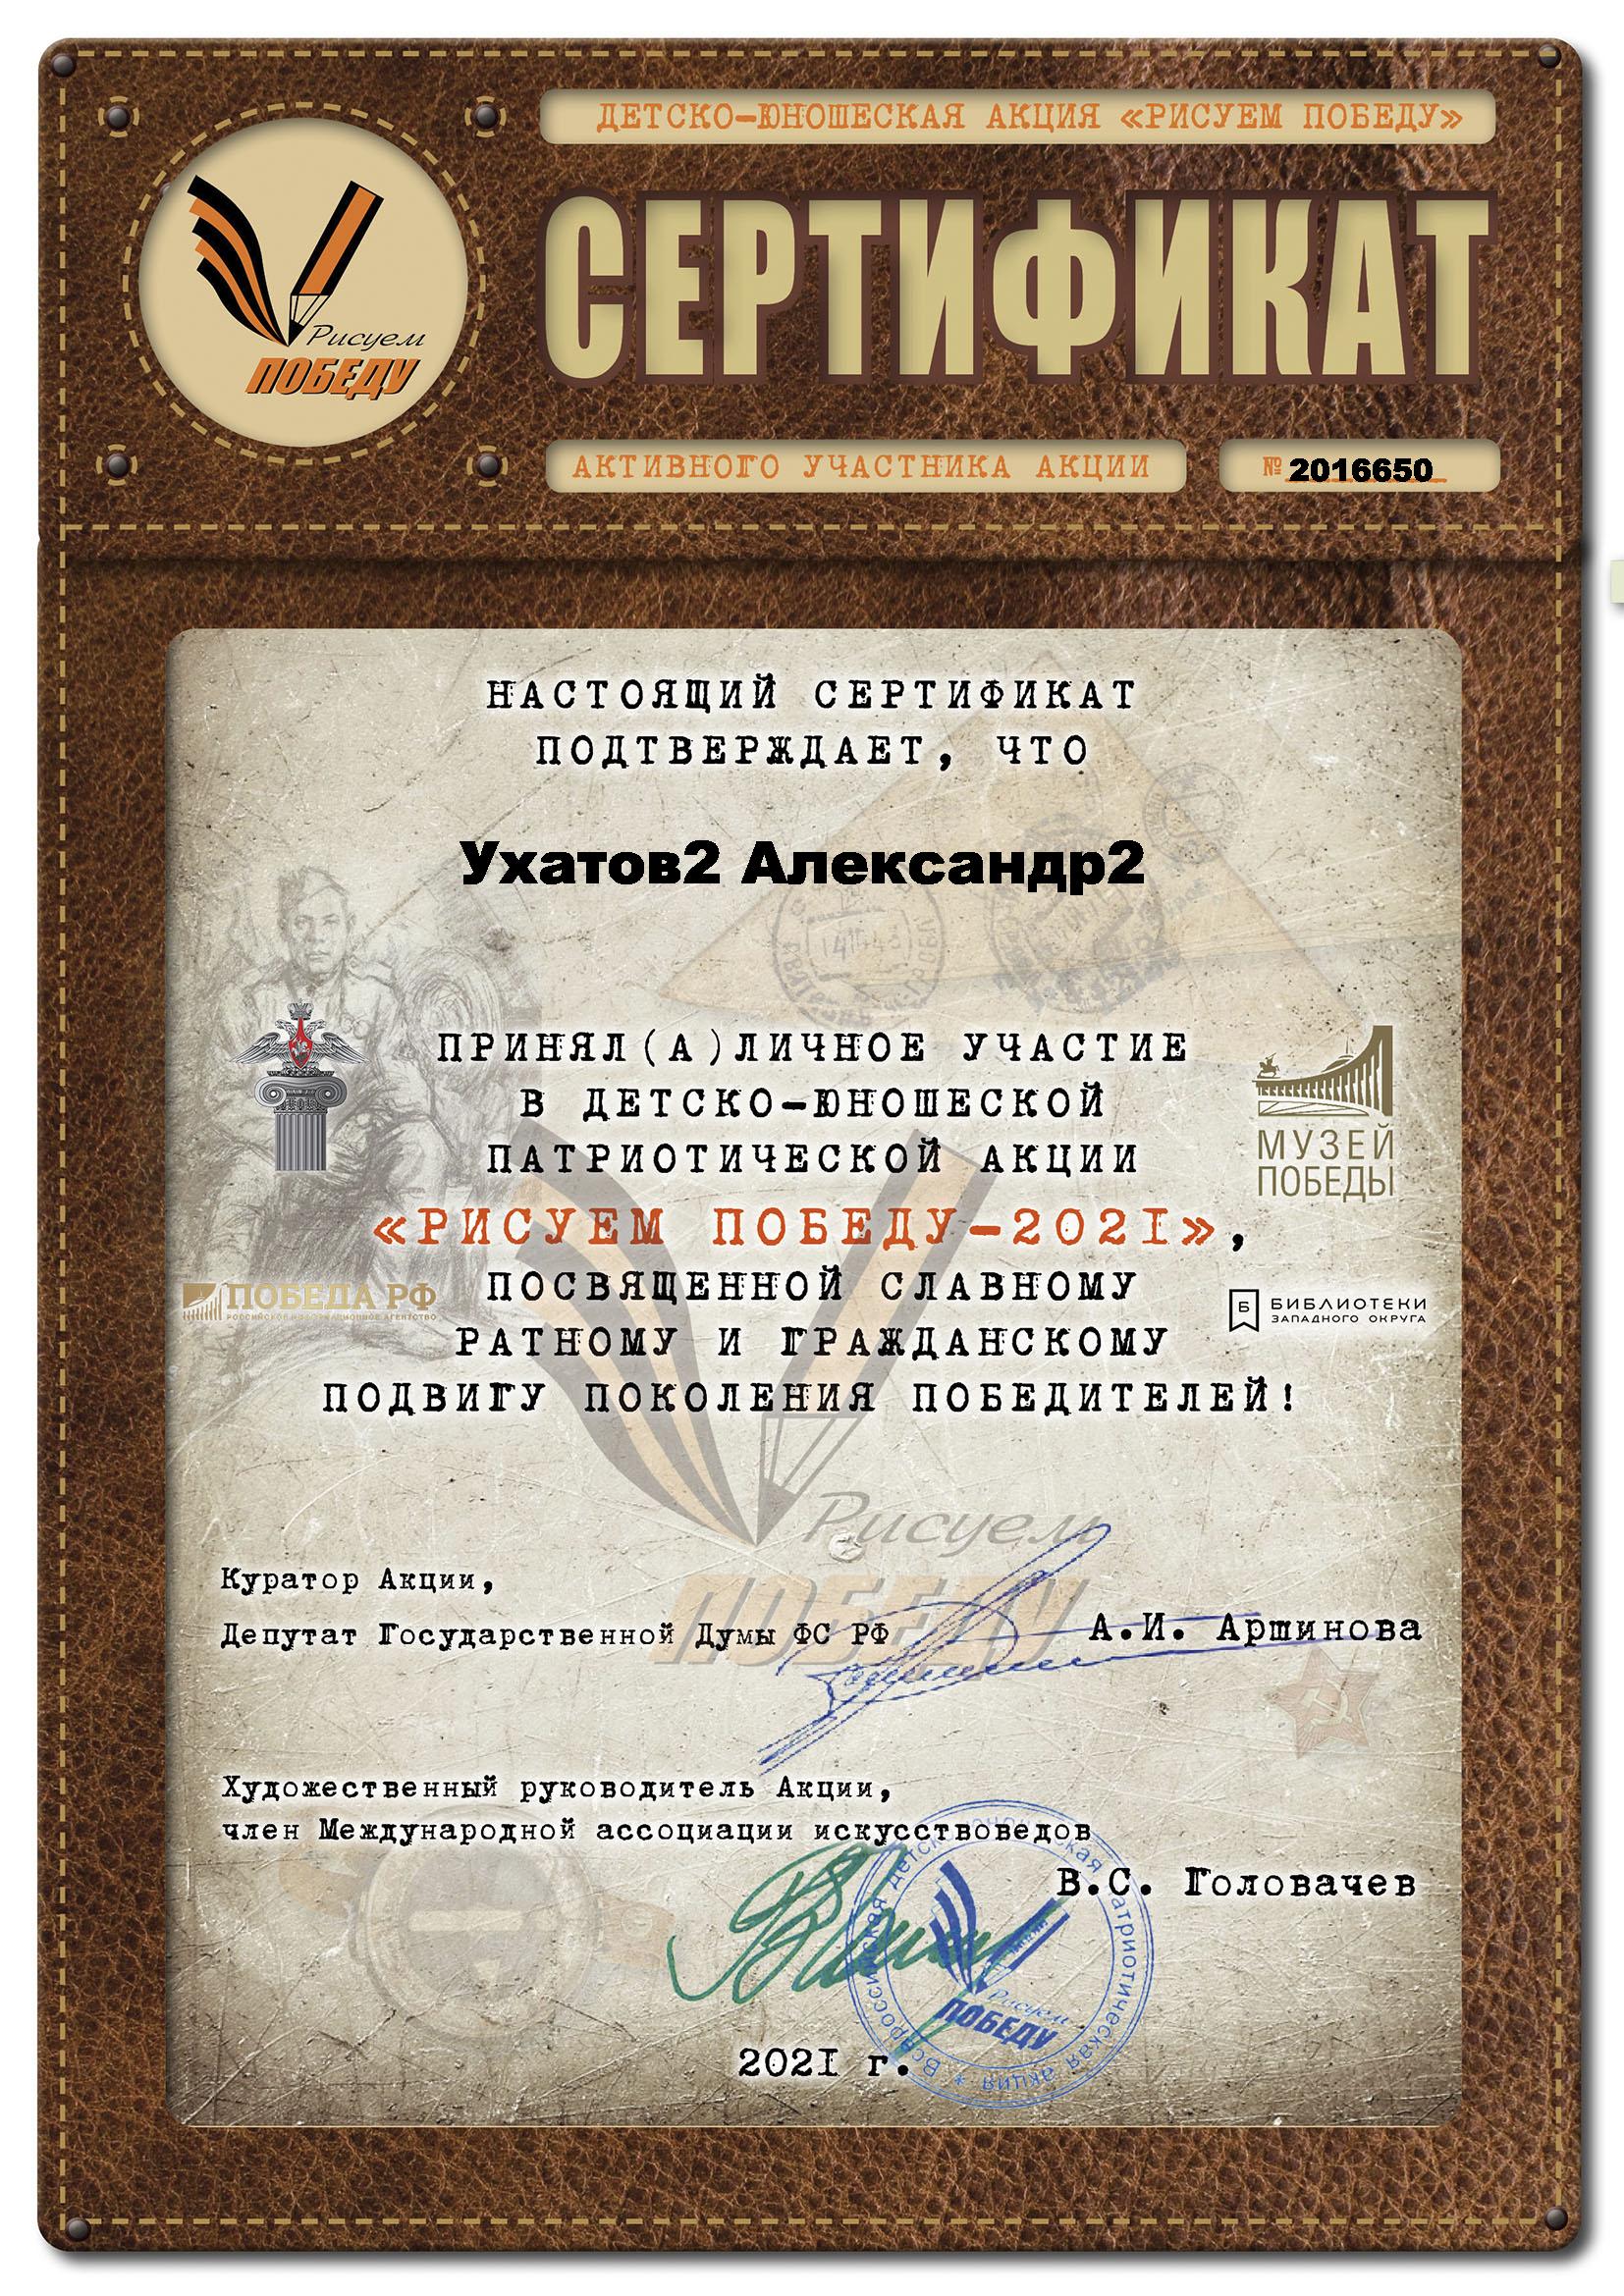 ДЕТСКО-ЮНОШЕСКАЯ АКЦИЯ «РИСУЕМ ПОБЕДУ»
Рисуем
ПОБЕДУ
СЕРТИФИКАТ
АКТИВНОГО УЧАСТНИКА АКЦИИ
№ 2016650
НАСТОЯЩИЙ СЕРТИФИКАТ
ПОДТВЕРЖДАЕТ, ЧТО
Ухатов2 Александр2
ПРИНЯЛ(А)ЛИЧНОЕ УЧАСТИЕ
В ДЕТСКО-ЮНОШЕСКОЙ
ПАТРИОТИЧЕСКОЙ АКЦИИ
«РИСУЕМ ПОБЕДУ-2021»,
ПОСВЯЩЕННОЙ СЛАВНОМУ
РАТНОМУ И ГРАЖДАНСКОМУ
ПОДВИГУ ПОКОЛЕНИЯ ПОБЕДИТЕЛЕЙ!
МУЗЕЙ
ПОБЕДЫ
ПОБЕДА РФ
РОССИЙСКОЕ ИНФОРМАЦИОННОЕ АГЕНТСТВО
БИБЛИОТЕКИ
ЗАПАДНОГО ОКРУГА
Рисуем
ПОБЕДУ
Куратор Акции,
Депутат Государственной Думы ФС РФ
А.И. Аршинова
Художественный руководитель Акции,
член Международной ассоциации искусствоведов
В.С. Головачев
Всероссийская детско-юношеская патриотическая акция *
Рисуем
ПОБЕДУ
2021 г.